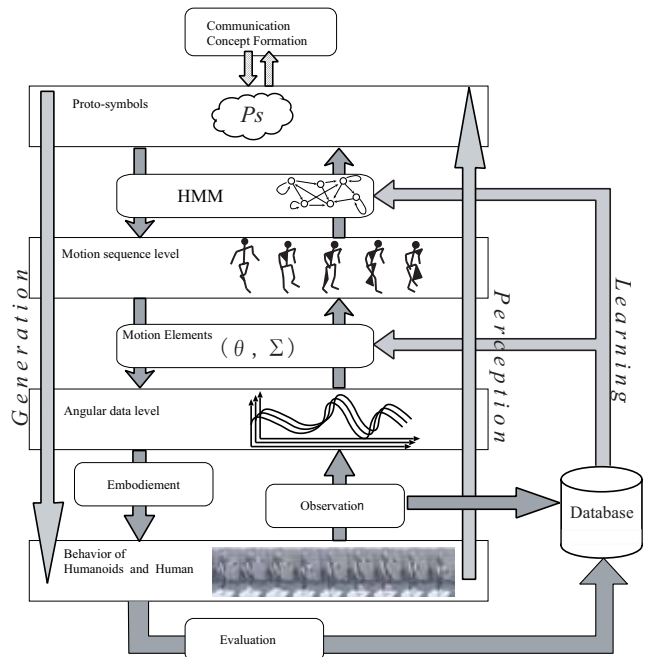 Communication
Concept Formation
Proto-symbols
Ps
HMM
Motion sequence level
Motion Elements
( θ , Σ )
Angular data level
Embodiement
Observation
Database
Behavior of
Humanoids and Human
Evaluation
Generation
Perception
Learning